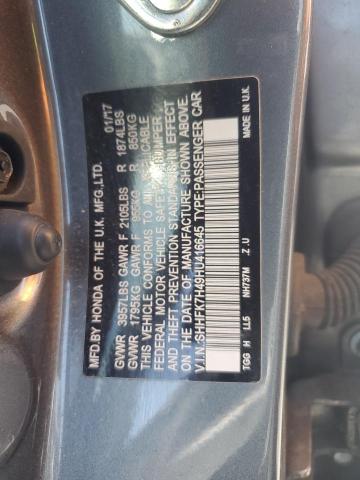 MFD.BY HONDA OF THE U.K. MFG.,LTD. 01/17
GVWR 3957LBS GAWR F 2105LBS R 1874LBS
GVWR 1795KG GAWR F 955KG R 850KG
THIS VEHICLE CONFORMS TO ALL APPLICABLE
FEDERAL MOTOR VEHICLE SAFETY, BUMPER
AND THEFT PREVENTION STANDARDS IN EFFECT
ON THE DATE OF MANUFACTURE SHOWN ABOVE
V.I.N.:SHHFK7H49HU416645 TYPE:PASSENGER CAR
TGG H LL5 NH737M Z .U MADE IN U.K.